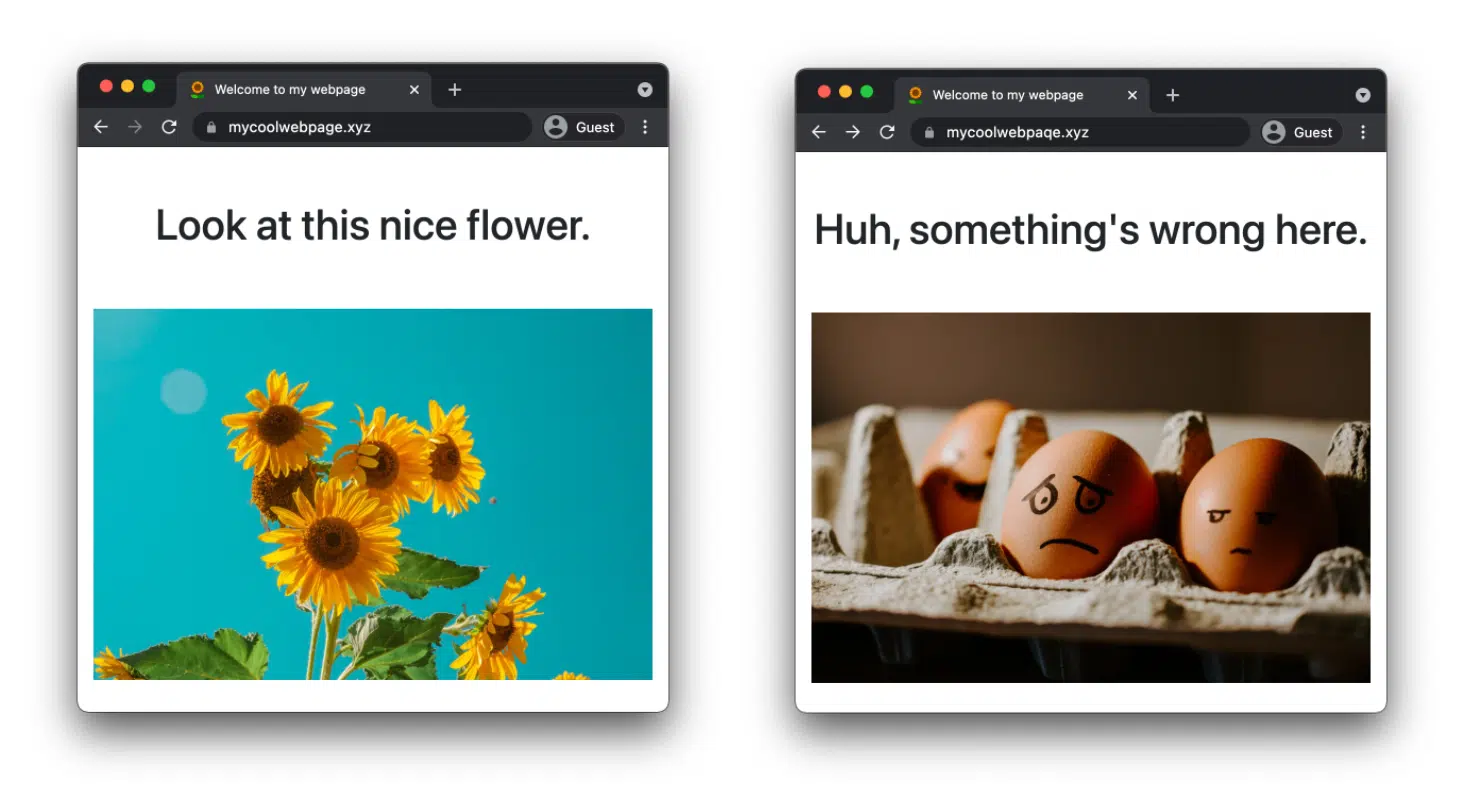 Welcome to my webpage
mycoolwebpage.xyz
Guest
Look at this nice flower.
Welcome to my webpage
mycoolwebpaqe.xyz
Guest
Huh, something's wrong here.